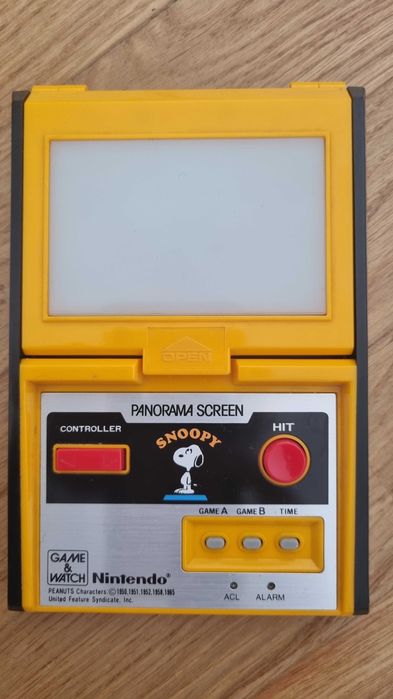 OPEN
PANORAMA SCREEN
CONTROLLER
SNOOPY
HIT
GAME A GAME B TIME
GAME
&
WATCH
Nintendo®
ACL ALARM
PEANUTS Characters: © 1950, 1951, 1952, 1958, 1965
United Feature Syndicate, Inc.